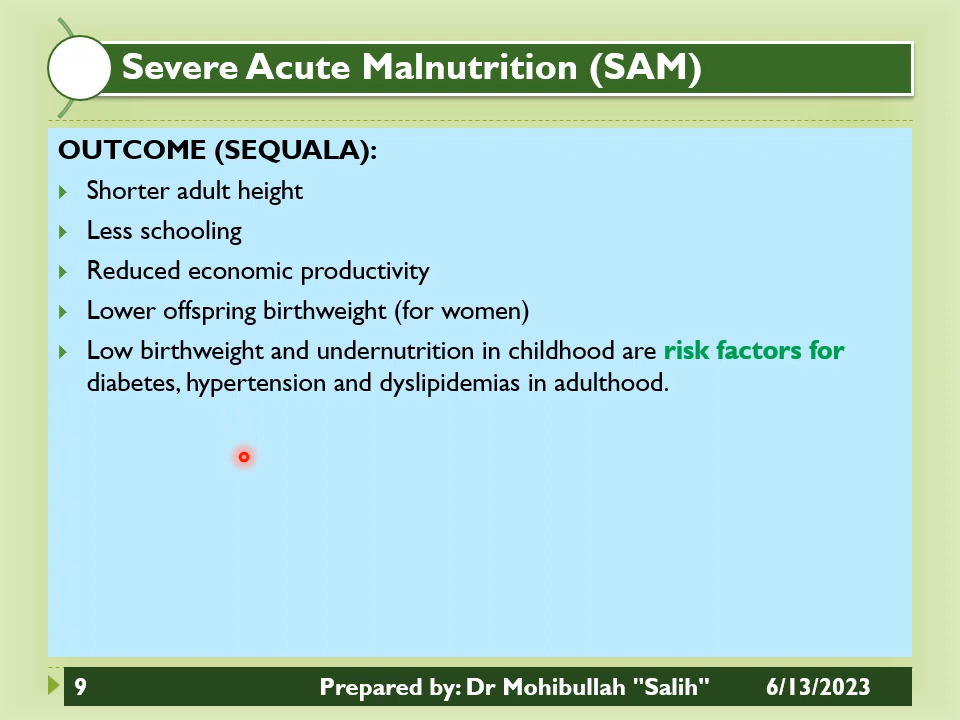 Severe Acute Malnutrition (SAM)
OUTCOME (SEQUALA):
Shorter adult height
Less schooling
Reduced economic productivity
Lower offspring birthweight (for women)
Low birthweight and undernutrition in childhood are risk factors for
diabetes, hypertension and dyslipidemias in adulthood.
9 Prepared by: Dr Mohibullah "Salih" 6/13/2023